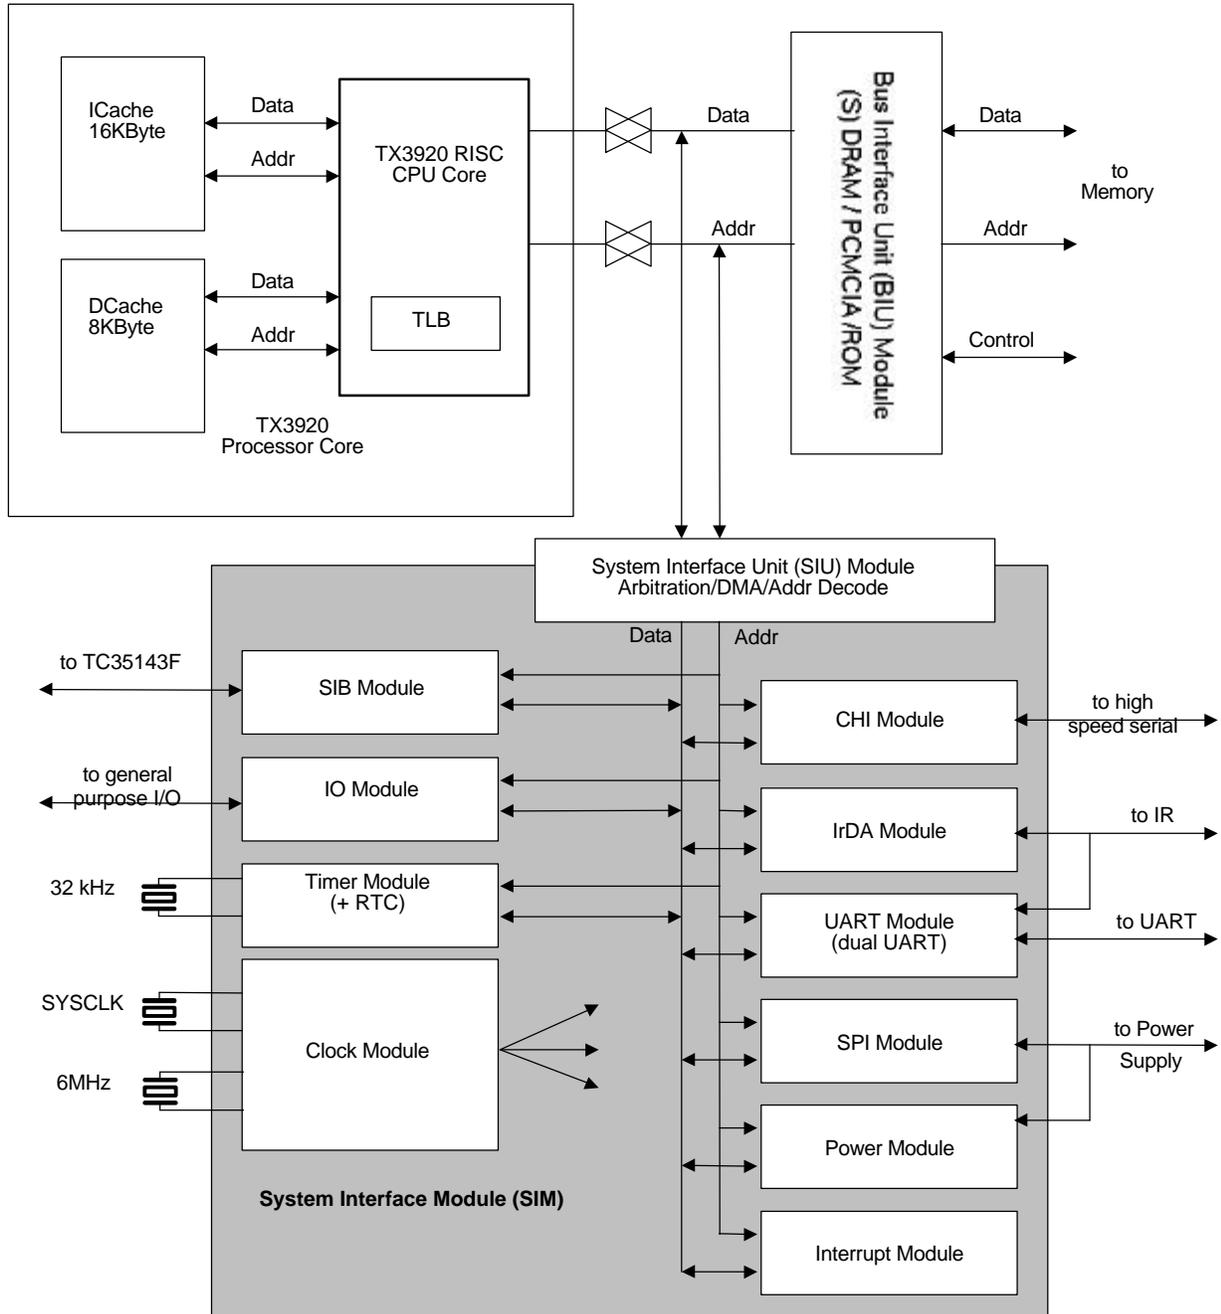 ICache
16KByte
Data
Addr
TX3920 RISC
CPU Core
DCache
8KByte
Data
Addr
TLB
TX3920
Processor Core
Data
Addr
Bus Interface Unit (BIU) Module
(S) DRAM / PCMCIA /ROM
Data
to
Memory
Addr
Control
System Interface Unit (SIU) Module
Arbitration/DMA/Addr Decode
Data
Addr
to TC35143F
SIB Module
to general
purpose I/O
IO Module
32 kHz
Timer Module
(+ RTC)
SYSCLK
6MHz
Clock Module
System Interface Module (SIM)
CHI Module
to high
speed serial
IrDA Module
to IR
UART Module
(dual UART)
to UART
SPI Module
to Power
Supply
Power Module
Interrupt Module